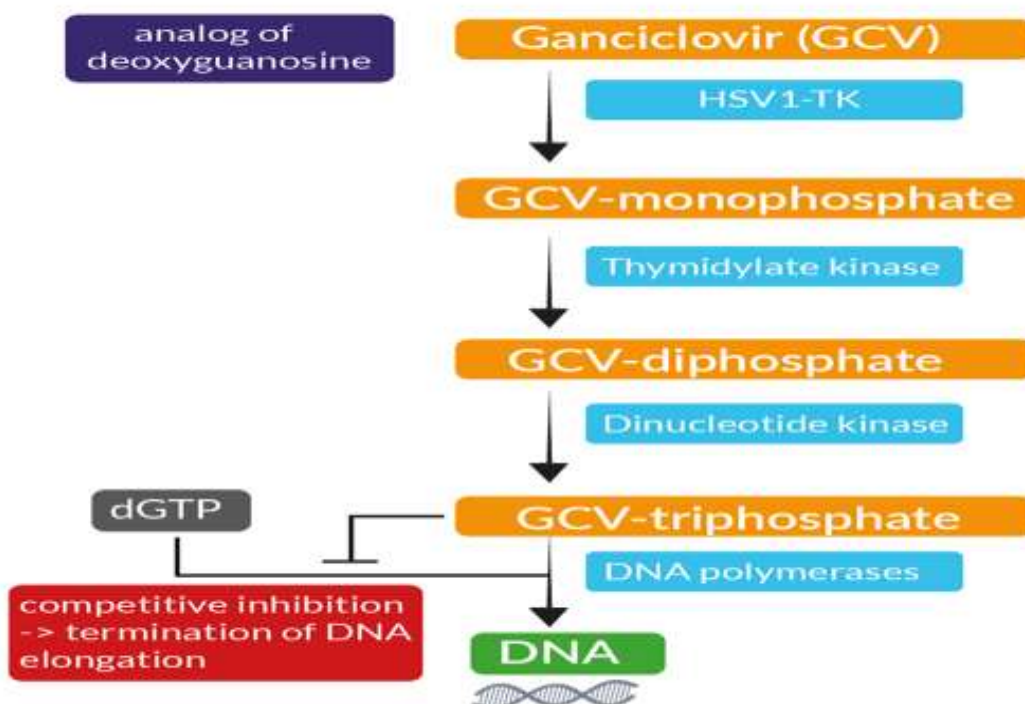 analog of
deoxyguanosine
Ganciclovir (GCV)
HSV1-TK
GCV-monophosphate
Thymidylate kinase
GCV-diphosphate
Dinucleotide kinase
dGTP
GCV-triphosphate
DNA polymerases
competitive inhibition
-> termination of DNA
elongation
DNA